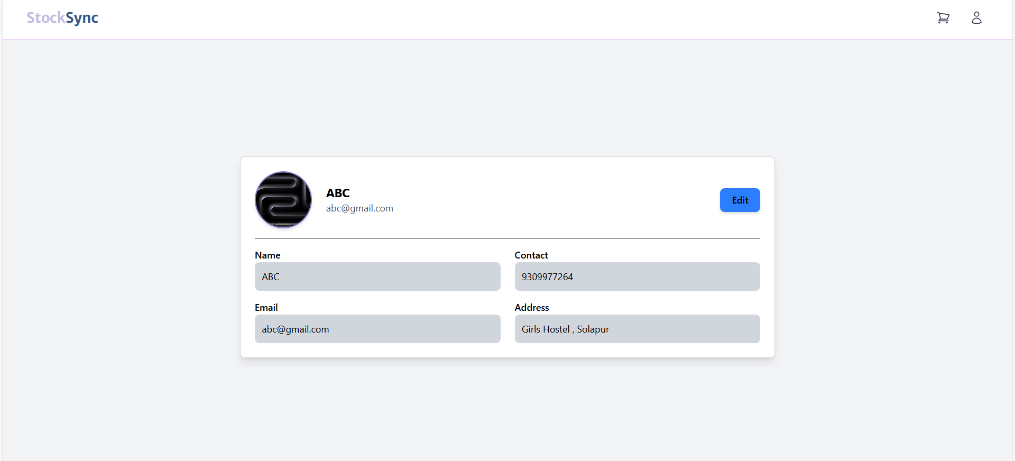 StockSync
ABC
abc@gmail.com
Edit
Name
ABC
Contact
9309977264
Email
abc@gmail.com
Address
Girls Hostel , Solapur